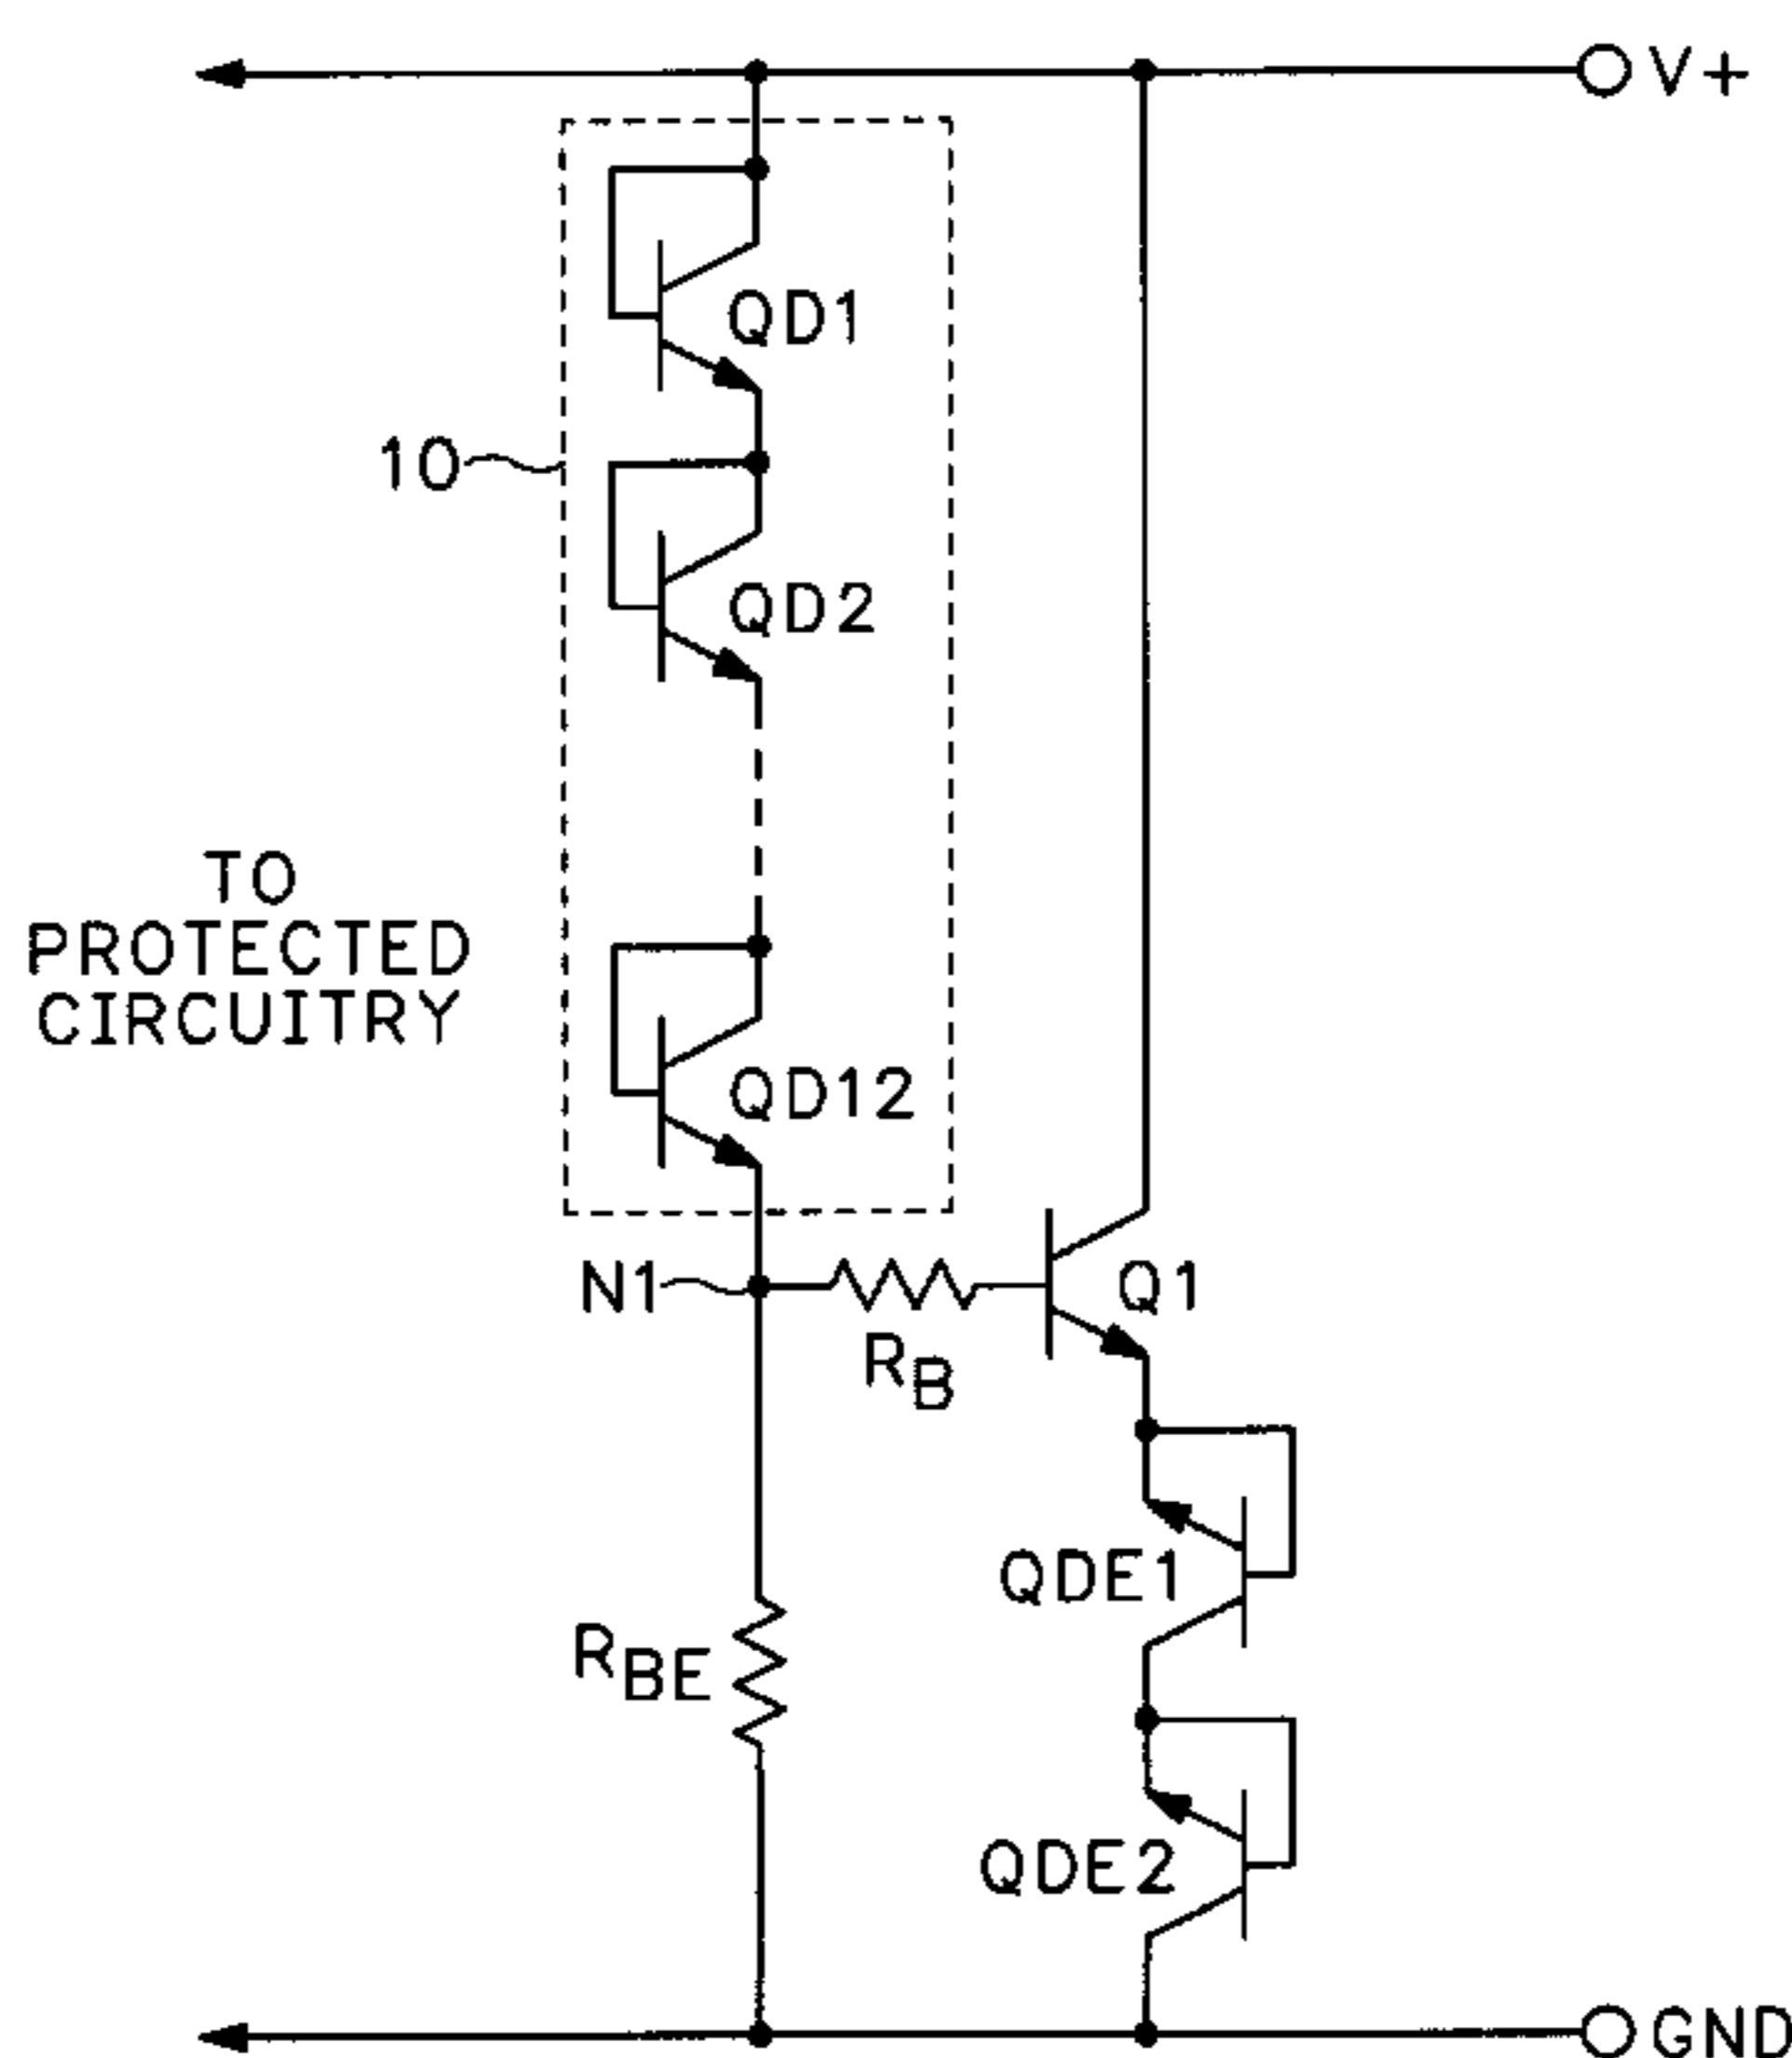 V+
QD1
10
QD2
TO
PROTECTED
CIRCUITRY
QD12
N1
Q1
RB
QDE1
RBE
QDE2
GND